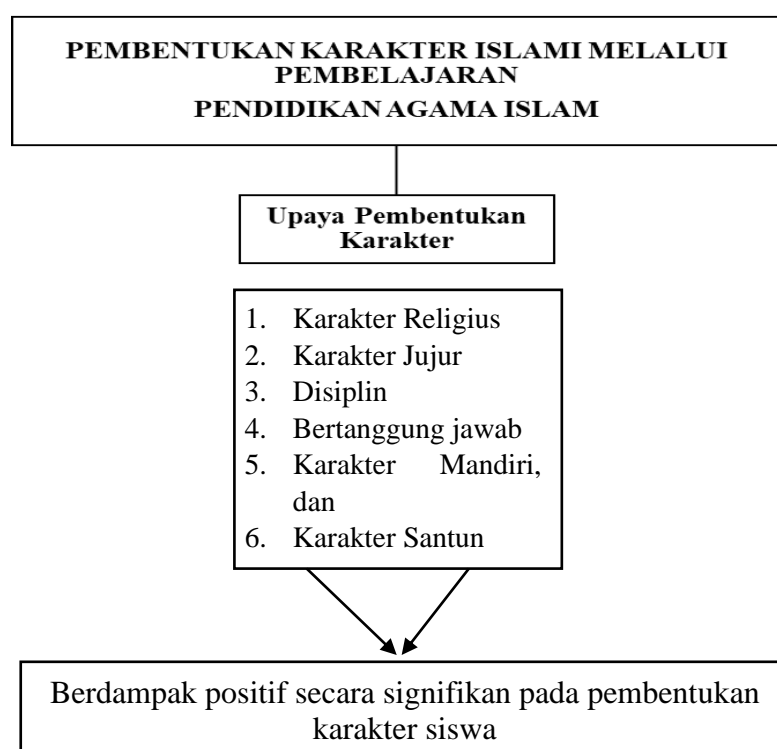 PEMBENTUKAN KARAKTER ISLAMI MELALUI
PEMBELAJARAN
PENDIDIKAN AGAMA ISLAM
Upaya Pembentukan
Karakter
1. Karakter Religius
2. Karakter Jujur
3. Disiplin
4. Bertanggung jawab
5. Karakter Mandiri,
dan
6. Karakter Santun
Berdampak positif secara signifikan pada pembentukan
karakter siswa